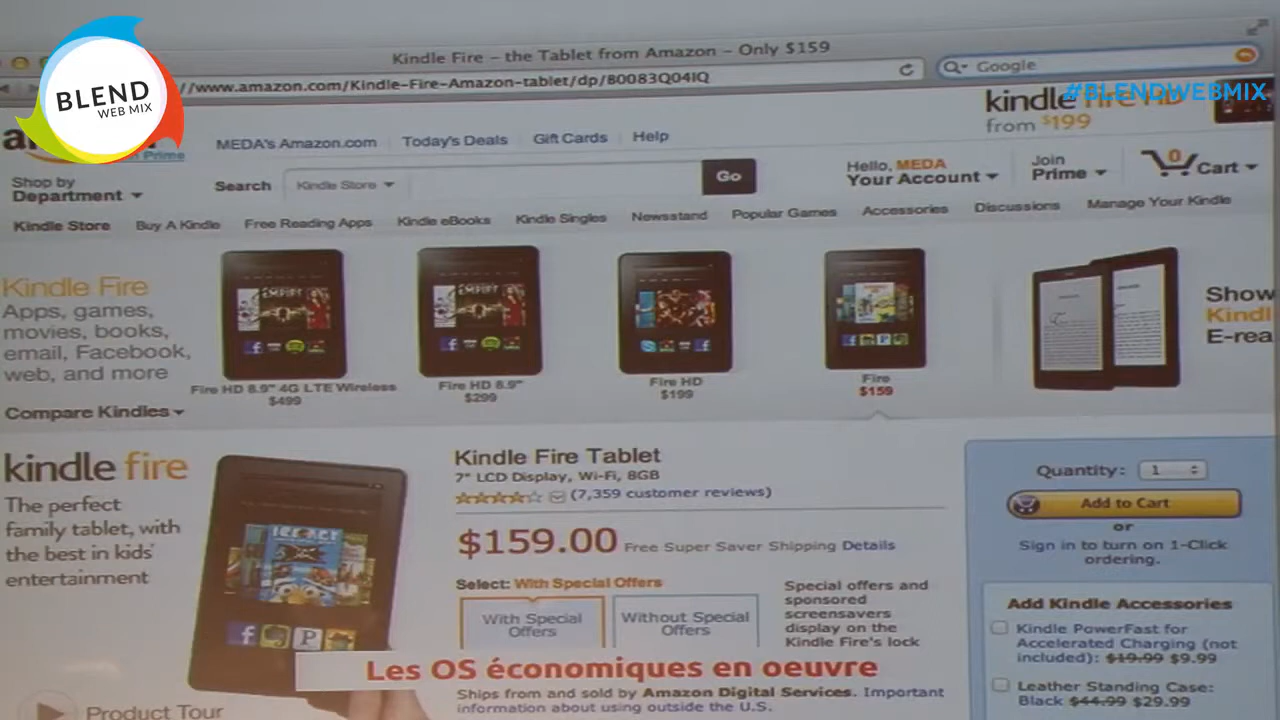 Kindle Fire – the Tablet from Amazon – Only $159
//www.amazon.com/Kindle-Fire-Amazon-tablet/dp/B0083Q04IQ
Google
BLEND
WEB MIX
#BLENDWEBMIX
kindle fire HD
from $199
Prime
MEDA's Amazon.com
Today's Deals
Gift Cards
Help
Shop by
Department
Search
Kindle Store
Go
Hello, MEDA
Your Account
Join
Prime
0
Cart
Kindle Store
Buy A Kindle
Free Reading Apps
Kindle eBooks
Kindle Singles
Newsstand
Popular Games
Accessories
Discussions
Manage Your Kindle
Kindle Fire
Apps, games,
movies, books,
email, Facebook,
web, and more
Compare Kindles
Fire HD 8.9" 4G LTE Wireless
$499
Fire HD 8.9"
$299
Fire HD
$199
Fire
$159
Show
Kindl
E-rea
kindle fire
The perfect
family tablet, with
the best in kids'
entertainment
Product Tour
Kindle Fire Tablet
7" LCD Display, Wi-Fi, 8GB
(7,359 customer reviews)
$159.00 Free Super Saver Shipping Details
Select: With Special Offers
With Special
Offers
Without Special
Offers
Special offers and
sponsored
screensavers
display on the
Kindle Fire's lock
Les OS économiques en oeuvre
Ships from and sold by Amazon Digital Services. Important
information about using outside the U.S.
Quantity: 1
Add to Cart
or
Sign in to turn on 1-Click
ordering.
Add Kindle Accessories
Kindle PowerFast for
Accelerated Charging (not
included): $19.99 $9.99
Leather Standing Case:
Black $44.99 $29.99